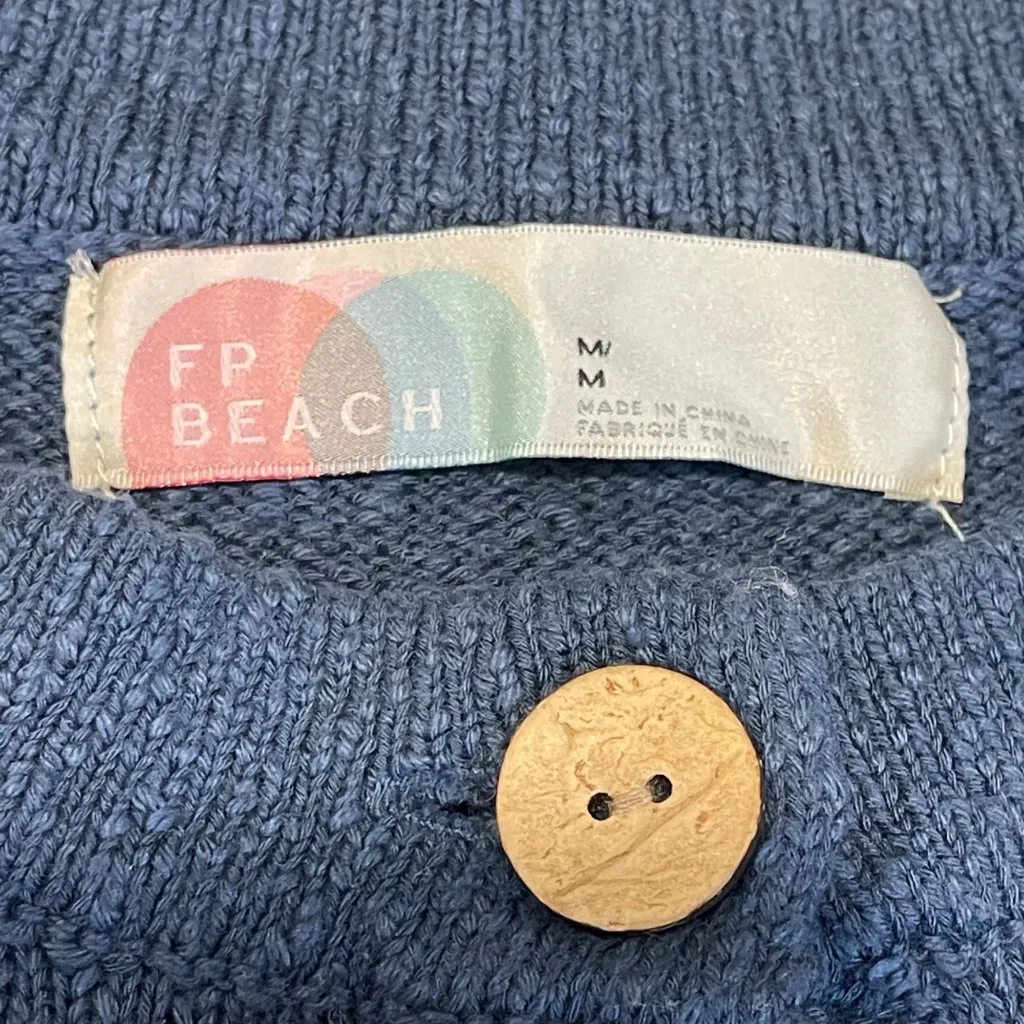 FP
BEACH
M/
M
MADE IN CHINA
FABRIQUÉ EN CHINE